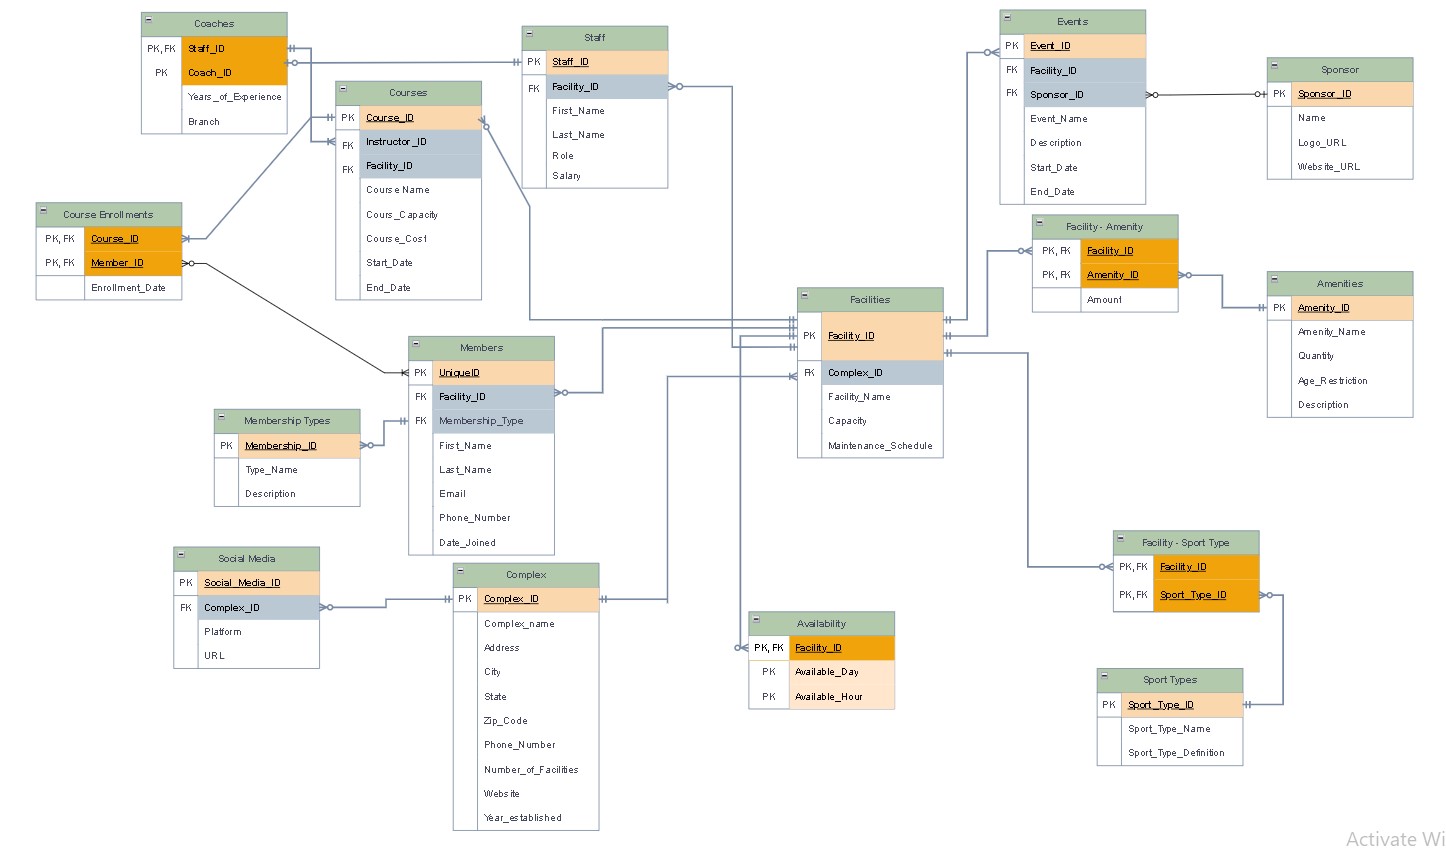 Coaches
PK, FK Staff_ID
PK Coach_ID
Years_of_Experience
Branch
Staff
PK Staff_ID
FK Facility_ID
First_Name
Last_Name
Role
Salary
Events
PK Event_ID
FK Facility_ID
FK Sponsor_ID
Event_Name
Description
Start_Date
End_Date
Sponsor
PK Sponsor_ID
Name
Logo_URL
Website_URL
Courses
PK Course_ID
FK Instructor_ID
FK Facility_ID
Course Name
Cours_Capacity
Course_Cost
Start_Date
End_Date
Course Enrollments
PK, FK Course_ID
PK, FK Member_ID
Enrollment_Date
Facility - Amenity
PK, FK Facility_ID
PK, FK Amenity_ID
Amount
Amenities
PK Amenity_ID
Amenity_Name
Quantity
Age_Restriction
Description
Facilities
PK Facility_ID
FK Complex_ID
Facility_Name
Capacity
Maintenance_Schedule
Members
PK UniqueID
FK Facility_ID
FK Membership_Type
First_Name
Last_Name
Email
Phone_Number
Date_Joined
Membership Types
PK Membership_ID
Type_Name
Description
Social Media
PK Social_Media_ID
FK Complex_ID
Platform
URL
Complex
PK Complex_ID
Complex_name
Address
City
State
Zip_Code
Phone_Number
Number_of_Facilities
Website
Year_established
Availability
PK, FK Facility_ID
PK Available_Day
PK Available_Hour
Facility - Sport Type
PK, FK Facility_ID
PK, FK Sport_Type_ID
Sport Types
PK Sport_Type_ID
Sport_Type_Name
Sport_Type_Definition
Activate Wi